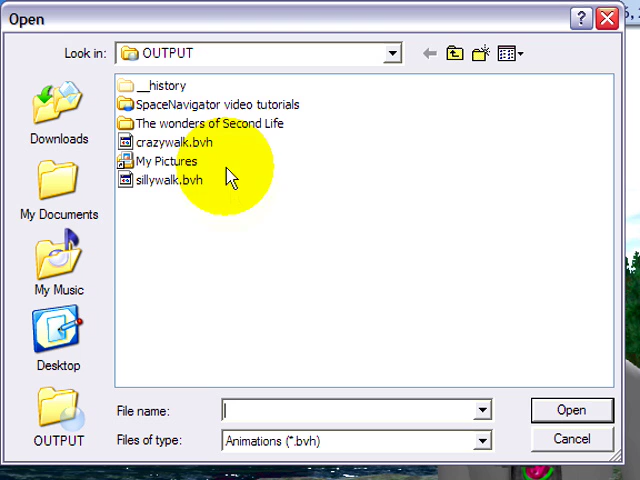 Open
Look in:
OUTPUT
__history
SpaceNavigator video tutorials
The wonders of Second Life
crazywalk.bvh
My Pictures
sillywalk.bvh
Downloads
My Documents
My Music
Desktop
OUTPUT
File name:
Open
Files of type:
Animations (*.bvh)
Cancel